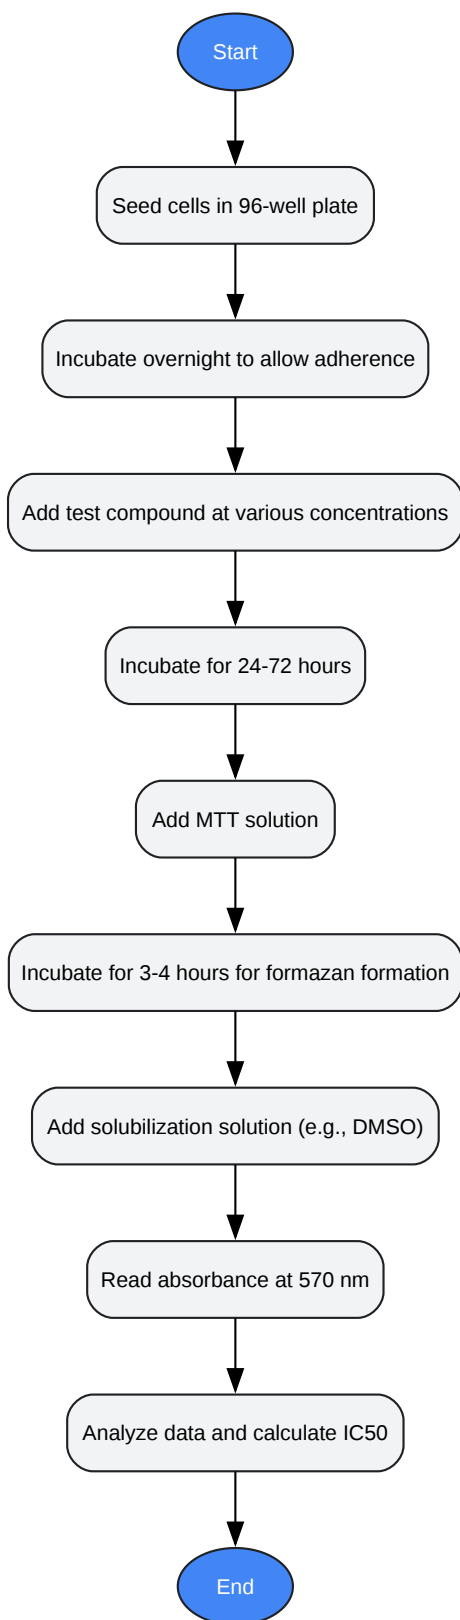 Start
Seed cells in 96-well plate
Incubate overnight to allow adherence
Add test compound at various concentrations
Incubate for 24-72 hours
Add MTT solution
Incubate for 3-4 hours for formazan formation
Add solubilization solution (e.g., DMSO)
Read absorbance at 570 nm
Analyze data and calculate IC50
End